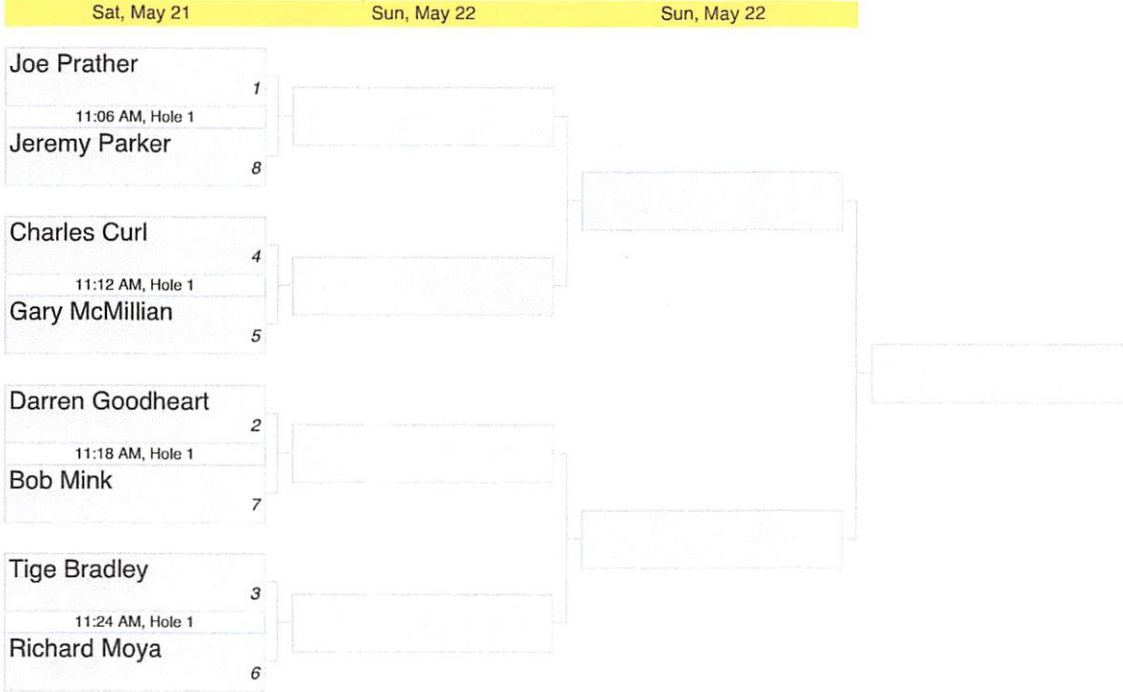 Sat, May 21 Sun, May 22 Sun, May 22
Joe Prather
1
11:06 AM, Hole 1
Jeremy Parker
8
Charles Curl
4
11:12 AM, Hole 1
Gary McMillian
5
Darren Goodheart
2
11:18 AM, Hole 1
Bob Mink
7
Tige Bradley
3
11:24 AM, Hole 1
Richard Moya
6